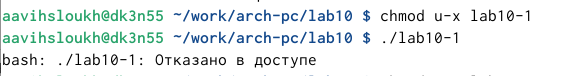 aavihsloukh@dk3n55 ~/work/arch-pc/lab10 $ chmod u-x lab10-1
aavihsloukh@dk3n55 ~/work/arch-pc/lab10 $ ./lab10-1
bash: ./lab10-1: Отказано в доступе